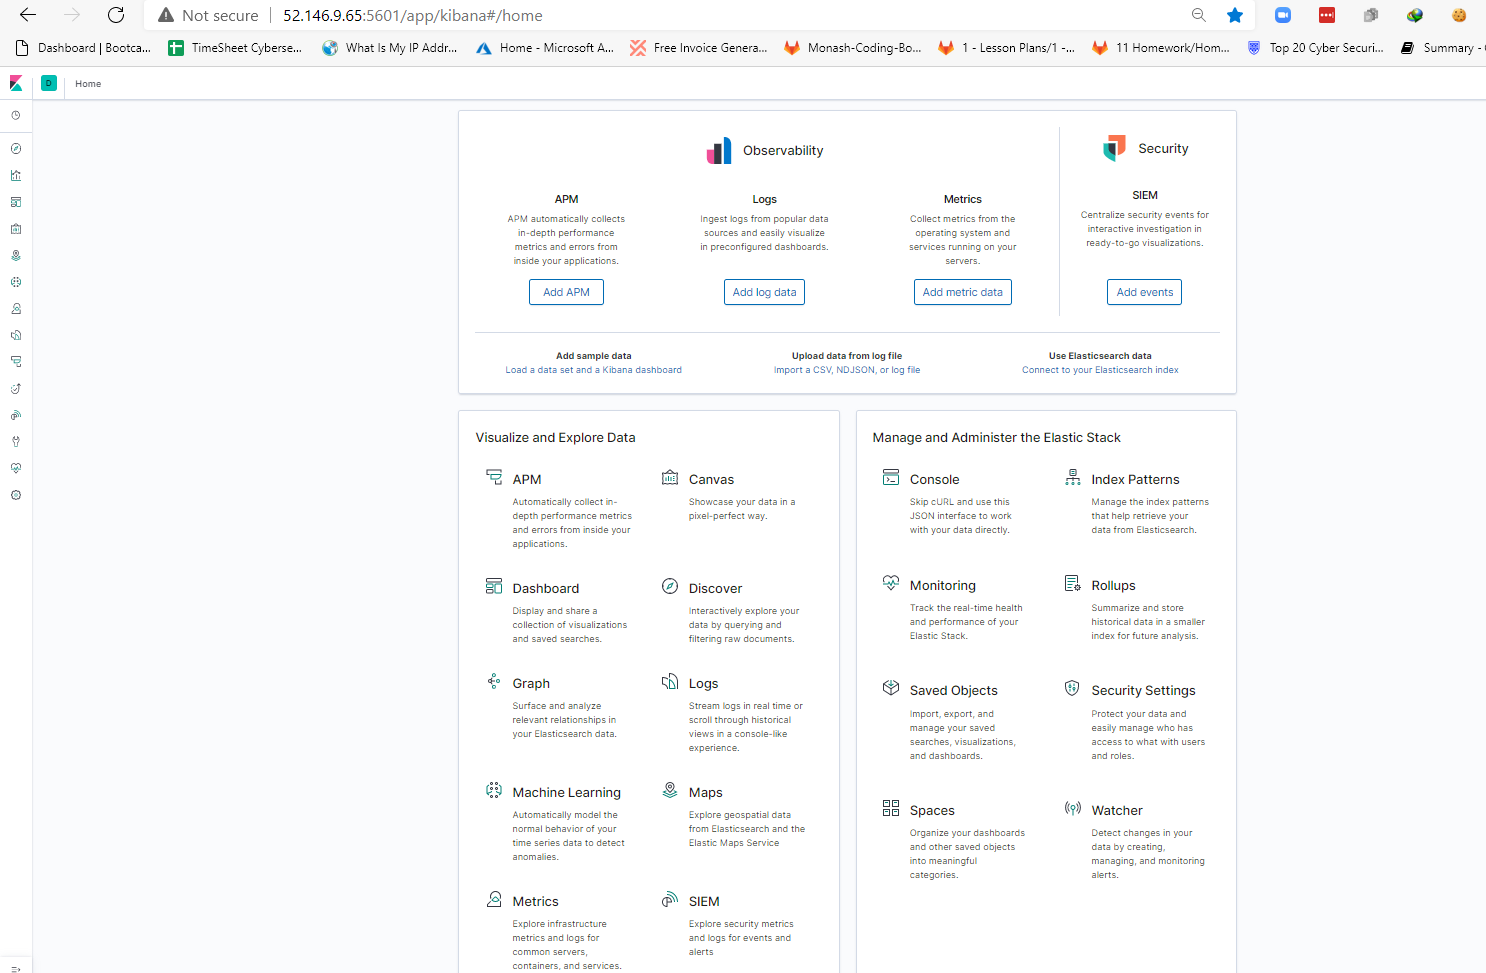 Not secure 52.146.9.65:5601/app/kibana#/home
Dashboard | Bootca... TimeSheet Cyberse... What Is My IP Addr... Home - Microsoft A... Free Invoice Genera... Monash-Coding-Bo... 1 - Lesson Plans/1 -... 11 Homework/Hom... Top 20 Cyber Securi... Summary -
D Home
Observability
APM
APM automatically collects
in-depth performance
metrics and errors from
inside your applications.
Add APM
Logs
Ingest logs from popular data
sources and easily visualize
in preconfigured dashboards.
Add log data
Metrics
Collect metrics from the
operating system and
services running on your
servers.
Add metric data
Security
SIEM
Centralize security events for
interactive investigation in
ready-to-go visualizations.
Add events
Add sample data
Load a data set and a Kibana dashboard
Upload data from log file
Import a CSV, NDJSON, or log file
Use Elasticsearch data
Connect to your Elasticsearch index
Visualize and Explore Data
APM
Automatically collect in-
depth performance metrics
and errors from inside your
applications.
Canvas
Showcase your data in a
pixel-perfect way.
Dashboard
Display and share a
collection of visualizations
and saved searches.
Discover
Interactively explore your
data by querying and
filtering raw documents.
Graph
Surface and analyze
relevant relationships in
your Elasticsearch data.
Logs
Stream logs in real time or
scroll through historical
views in a console-like
experience.
Machine Learning
Automatically model the
normal behavior of your
time series data to detect
anomalies.
Maps
Explore geospatial data
from Elasticsearch and the
Elastic Maps Service
Metrics
Explore infrastructure
metrics and logs for
common servers,
containers, and services.
SIEM
Explore security metrics
and logs for events and
alerts
Manage and Administer the Elastic Stack
Console
Skip cURL and use this
JSON interface to work
with your data directly.
Index Patterns
Manage the index patterns
that help retrieve your
data from Elasticsearch.
Monitoring
Track the real-time health
and performance of your
Elastic Stack.
Rollups
Summarize and store
historical data in a smaller
index for future analysis.
Saved Objects
Import, export, and
manage your saved
searches, visualizations,
and dashboards.
Security Settings
Protect your data and
easily manage who has
access to what with users
and roles.
Spaces
Organize your dashboards
and other saved objects
into meaningful
categories.
Watcher
Detect changes in your
data by creating,
managing, and monitoring
alerts.